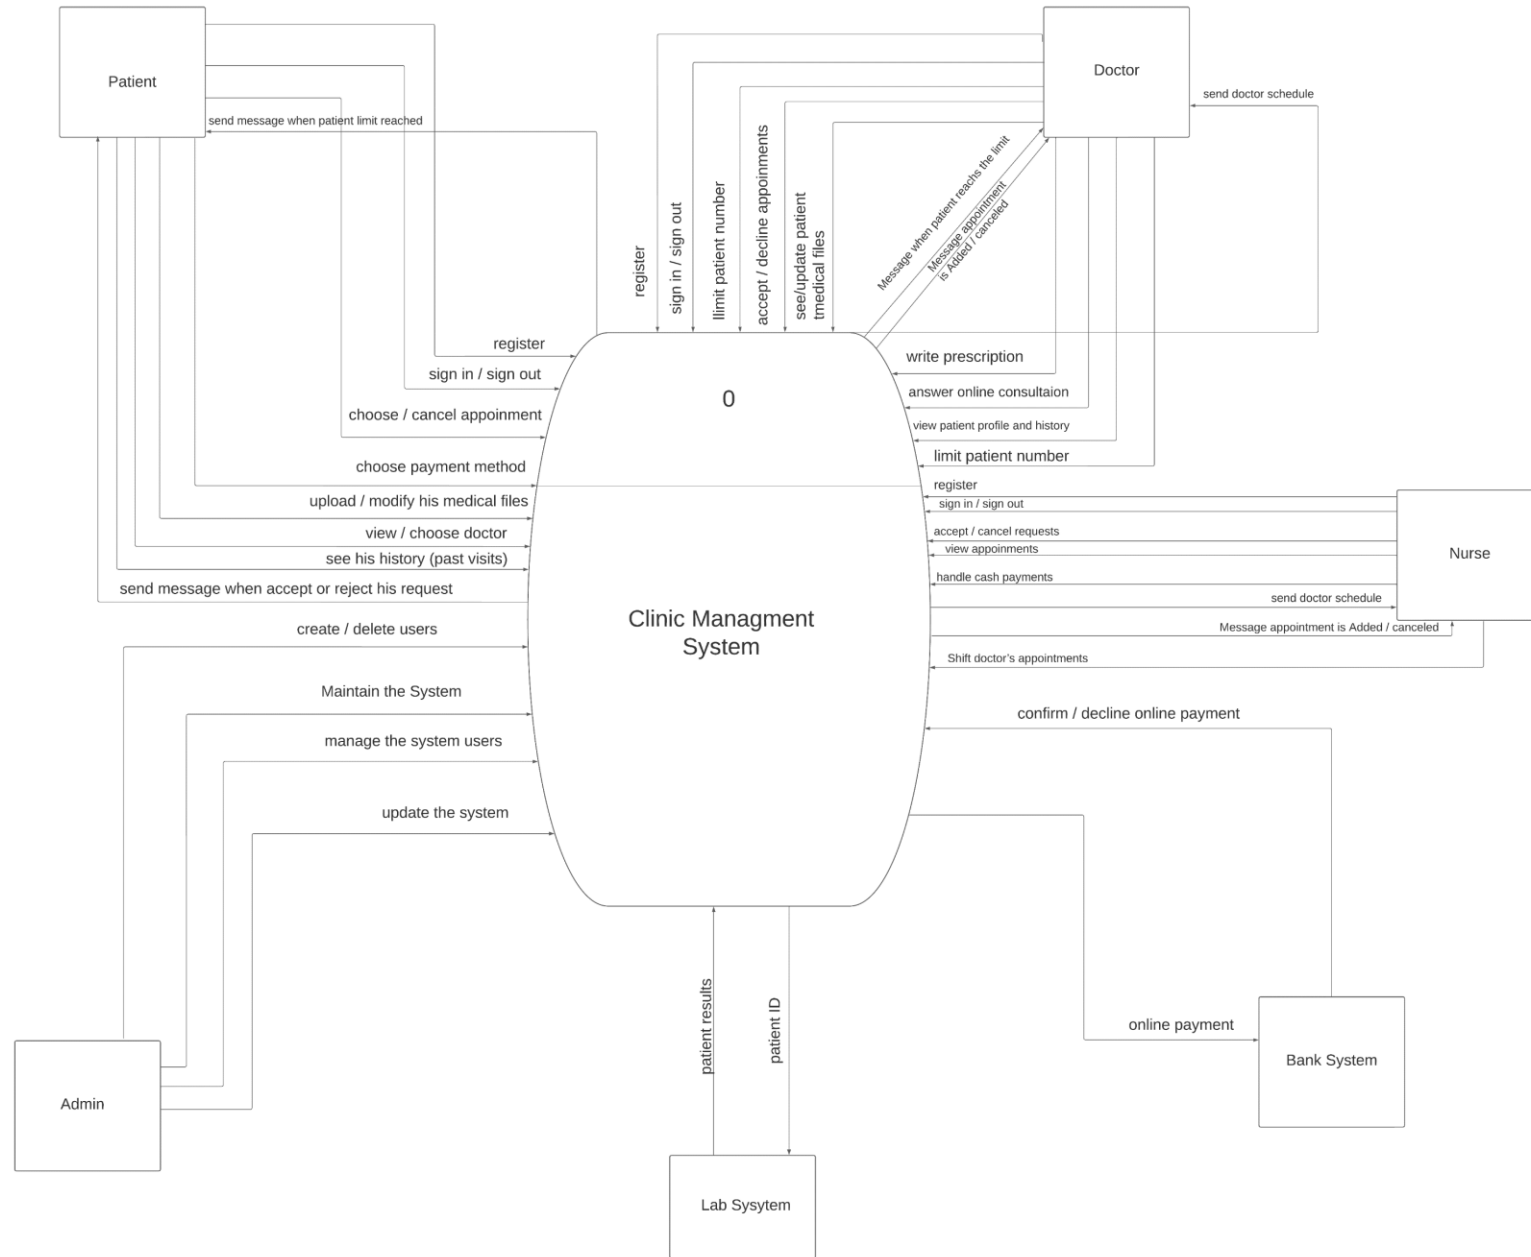 Patient
Doctor
send doctor schedule
send message when patient limit reached
register
sign in / sign out
llimit patient number
accept / decline appoinments
see/update patient
tmedical files
Message when patient reachs the limit
Message appointment
is Added / canceled
register
sign in / sign out
choose / cancel appoinment
choose payment method
upload / modify his medical files
view / choose doctor
see his history (past visits)
send message when accept or reject his request
create / delete users
Maintain the System
manage the system users
update the system
0
Clinic Managment
System
write prescription
answer online consultaion
view patient profile and history
limit patient number
register
sign in / sign out
accept / cancel requests
view appoinments
handle cash payments
send doctor schedule
Message appointment is Added / canceled
Shift doctor's appointments
Nurse
confirm / decline online payment
online payment
Bank System
patient results
patient ID
Admin
Lab Sysytem